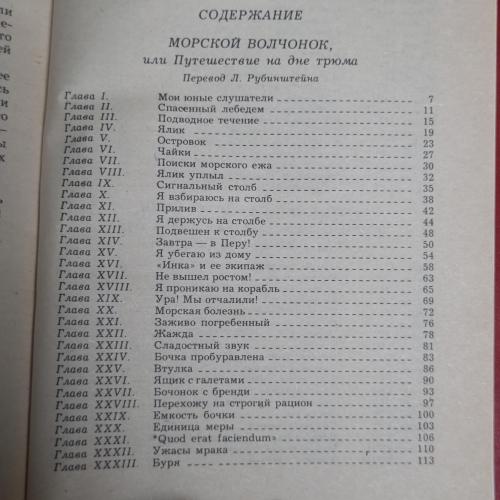 СОДЕРЖАНИЕ
МОРСКОЙ ВОЛЧОНОК,
или Путешествие на дне трюма
Перевод Л. Рубинштейна
Глава I. Мои юные слушатели 7
Глава II. Спасенный лебедем 11
Глава III. Подводное течение 15
Глава IV. Ялик 19
Глава V. Островок 23
Глава VI. Чайки 27
Глава VII. Поиски морского ежа 30
Глава VIII. Ялик уплыл 32
Глава IX. Сигнальный столб 35
Глава X. Я взбираюсь на столб 38
Глава XI. Прилив 42
Глава XII. Я держусь на столбе 44
Глава XIII. Подвешен к столбу 48
Глава XIV. Завтра — в Перу! 50
Глава XV. Я убегаю из дому 54
Глава XVI. «Инка» и ее экипаж 58
Глава XVII. Не вышел ростом! 63
Глава XVIII. Я проникаю на корабль 65
Глава XIX. Ура! Мы отчалили! 69
Глава XX. Морская болезнь 72
Глава XXI. Заживо погребенный 76
Глава XXII. Жажда 78
Глава XXIII. Сладостный звук 81
Глава XXIV. Бочка пробуравлена 83
Глава XXV. Втулка 86
Глава XXVI. Ящик с галетами 90
Глава XXVII. Бочонок с бренди 93
Глава XXVIII. Перехожу на строгий рацион 97
Глава XXIX. Емкость бочки 100
Глава XXX. Единица меры 103
Глава XXXI. "Quod erat faciendum» 106
Глава XXXII. Ужасы мрака 110
Глава XXXIII. Буря 113